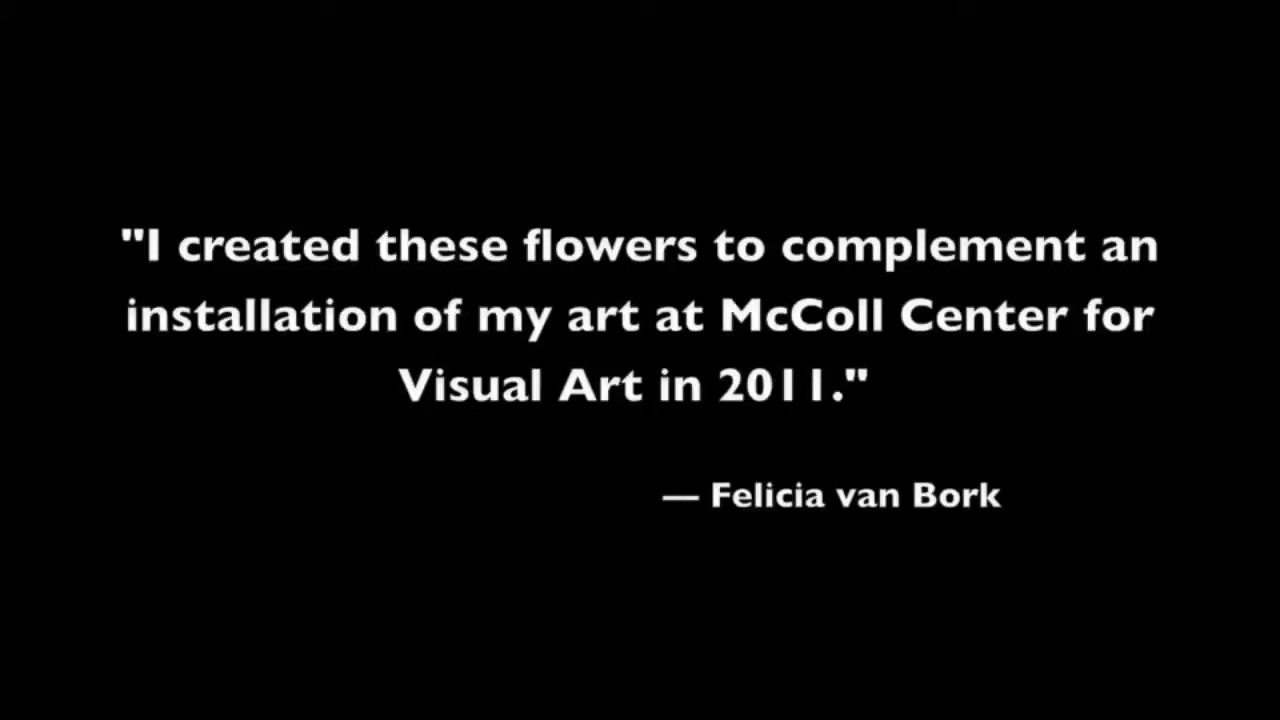 "I created these flowers to complement an
installation of my art at McColl Center for
Visual Art in 2011."
— Felicia van Bork